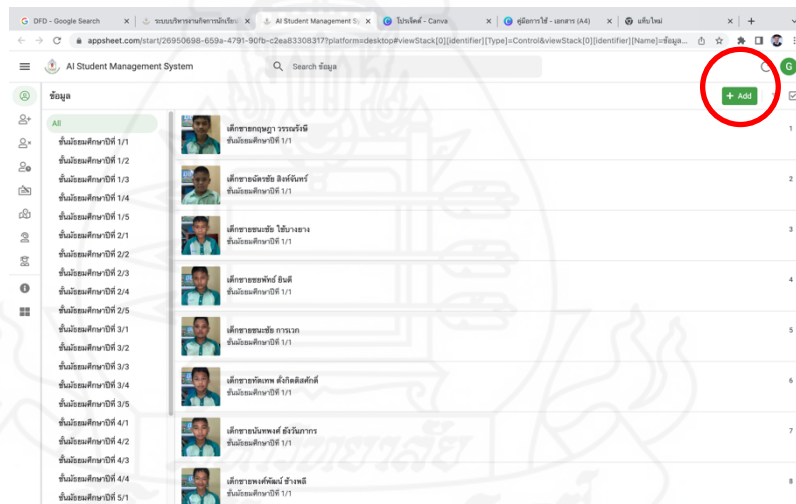 DFD - Google Search
ระบบบริหารงานกิจการนักเรียน
AI Student Management Sy
โปรเจ็คต์ - Canva
คู่มือการใช้ - เอกสาร (A4)
แท็บใหม่
appsheet.com/start/26950698-659a-4791-90fb-c2ea83308317?platform=desktop#viewStack[0][identifier][Type]=Control&viewStack[0][identifier][Name]=ข้อมูล...
AI Student Management System
Search ข้อมูล
G
ข้อมูล
+ Add
All
ชั้นมัธยมศึกษาปีที่ 1/1
ชั้นมัธยมศึกษาปีที่ 1/2
ชั้นมัธยมศึกษาปีที่ 1/3
ชั้นมัธยมศึกษาปีที่ 1/4
ชั้นมัธยมศึกษาปีที่ 1/5
ชั้นมัธยมศึกษาปีที่ 2/1
ชั้นมัธยมศึกษาปีที่ 2/2
ชั้นมัธยมศึกษาปีที่ 2/3
ชั้นมัธยมศึกษาปีที่ 2/4
ชั้นมัธยมศึกษาปีที่ 2/5
ชั้นมัธยมศึกษาปีที่ 3/1
ชั้นมัธยมศึกษาปีที่ 3/2
ชั้นมัธยมศึกษาปีที่ 3/3
ชั้นมัธยมศึกษาปีที่ 3/4
ชั้นมัธยมศึกษาปีที่ 3/5
ชั้นมัธยมศึกษาปีที่ 4/1
ชั้นมัธยมศึกษาปีที่ 4/2
ชั้นมัธยมศึกษาปีที่ 4/3
ชั้นมัธยมศึกษาปีที่ 4/4
ชั้นมัธยมศึกษาปีที่ 5/1
เด็กชายกฤษฎา วรรณรังษี
ชั้นมัธยมศึกษาปีที่ 1/1
1
เด็กชายฉัตรชัย สิงห์จันทร์
ชั้นมัธยมศึกษาปีที่ 1/1
2
เด็กชายชนะชัย ใช้บางยาง
ชั้นมัธยมศึกษาปีที่ 1/1
3
เด็กชายชยพัทธ์ ยินดี
ชั้นมัธยมศึกษาปีที่ 1/1
4
เด็กชายชนะชัย การเวก
ชั้นมัธยมศึกษาปีที่ 1/1
5
เด็กชายทัตเทพ ตั้งกิตติสศักดิ์
ชั้นมัธยมศึกษาปีที่ 1/1
6
เด็กชายนันทพงศ์ ยังวันภากร
ชั้นมัธยมศึกษาปีที่ 1/1
7
เด็กชายพงศ์พัฒน์ ช้างพลี
ชั้นมัธยมศึกษาปีที่ 1/1
8